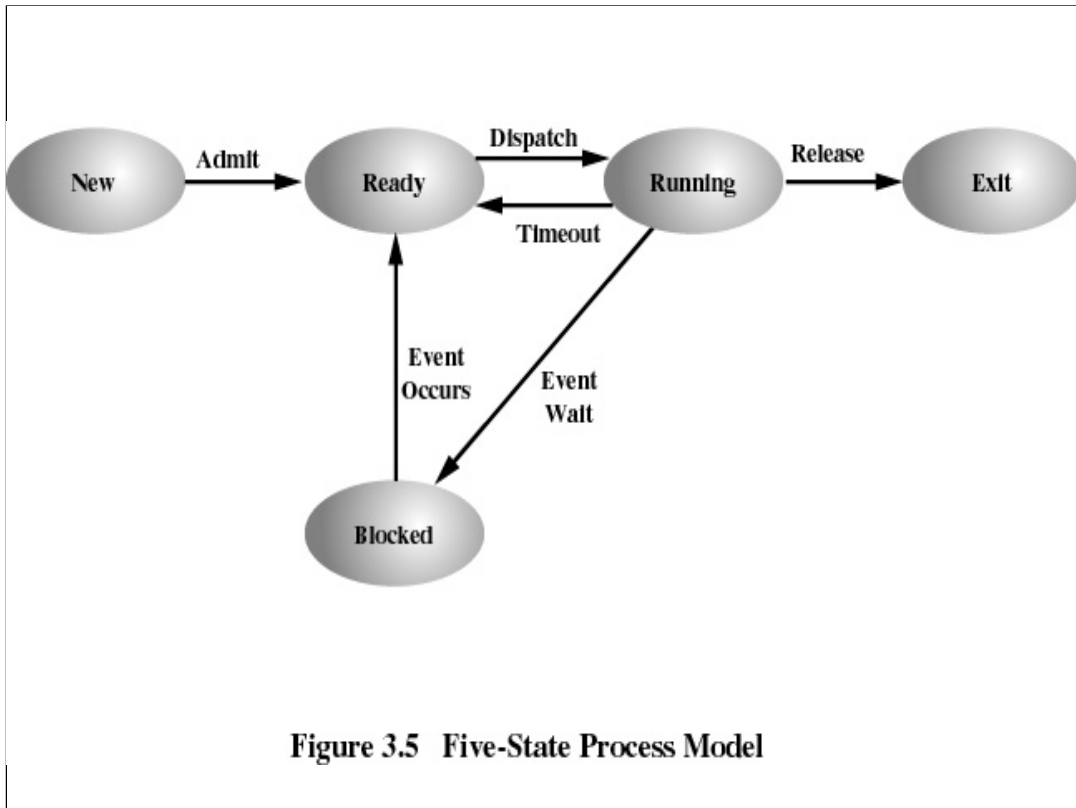 New
Admit
Ready
Dispatch
Timeout
Running
Release
Exit
Event
Occurs
Event
Wait
Blocked
Figure 3.5 Five-State Process Model